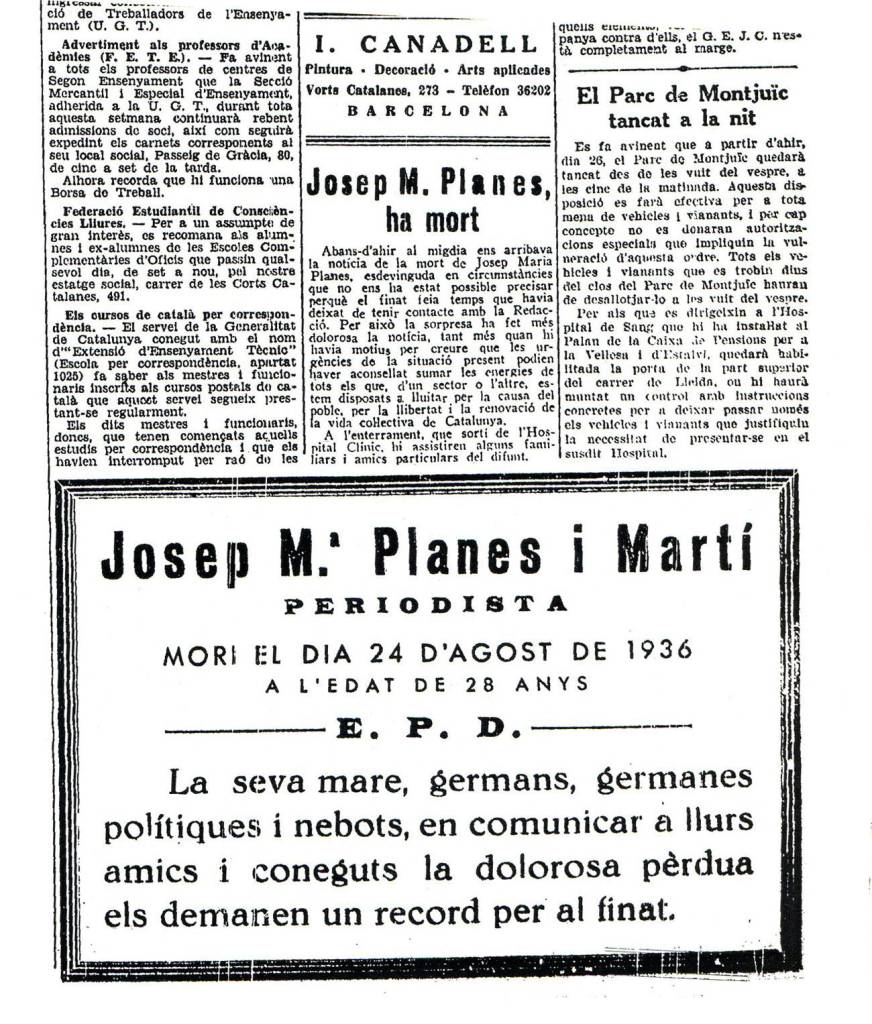 ció de Treballadors de l'Ensenya-
ment (U. G. T.).
Advertiment als professors d'Aca-
dèmies (F. E. T. E.). — Fa avinent
a tots els professors de centres de
Segon Ensenyament que la Secció
Mercantil i Especial d'Ensenyament,
adherida a la U. G. T., durant tota
aquesta setmana continuarà rebent
admissions de soci, així com seguirà
expedint els carnets corresponents al
seu local social, Passeig de Gràcia, 80,
de cinc a set de la tarda.
Alhora recorda que hi funciona una
Borsa de Treball.
Federació Estudiantil de Conscièn-
cies Lliures. — Per a un assumpte de
gran interès, es recomana als alum-
nes i ex-alumnes de les Escoles Com-
plementàries d'Oficis que passin qual-
sevol dia, de set a nou, pel nostre
estatge social, carrer de les Corts Ca-
talanes, 491.
Els cursos de català per correspon-
dència. — El servei de la Generalitat
de Catalunya conegut amb el nom
d'"Extensió d'Ensenyament Tècnic"
(Escola per correspondència, apartat
1025) fa saber als mestres i funcio-
naris inscrits als cursos postals de ca-
talà que aquest servei segueix pres-
tant-se regularment.
Els dits mestres i funcionaris,
doncs, que tenen començats aquells
estudis per correspondència i que els
havien interromput per raó de les
I. CANADELL
Pintura · Decoració · Arts aplicades
Corts Catalanes, 273 — Telèfon 36202
BARCELONA
Josep M. Planes,
ha mort
Abans-d'ahir al migdia ens arribava
la notícia de la mort de Josep Maria
Planes, esdevinguda en circumstàncies
que no ens ha estat possible precisar
perquè el finat feia temps que havia
deixat de tenir contacte amb la Redac-
ció. Per això la sorpresa ha fet més
dolorosa la notícia, tant més quan hi
havia motius per creure que les ur-
gències de la situació present podien
haver aconsellat sumar les energies de
tots els que, d'un sector o l'altre, es-
tem disposats a lluitar per la causa del
poble, per la llibertat i la renovació de
la vida col·lectiva de Catalunya.
A l'enterrament, que sortí de l'Hos-
pital Clínic, hi assistiren alguns fami-
liars i amics particulars del difunt.
panya contra d'ells, el G. E. J. C. n'es-
tà completament al marge.
El Parc de Montjuïc
tancat a la nit
Es fa avinent que a partir d'ahir,
dia 26, el Parc de Montjuïc quedarà
tancat des de les vuit del vespre, a
les cinc de la matinada. Aquesta dis-
posició es farà efectiva per a tota
mena de vehicles i vianants, i per cap
concepte no es donaran autoritza-
cions especials que impliquin la vul-
neració d'aquesta ordre. Tots els ve-
hicles i vianants que es trobin dins
del clos del Parc de Montjuïc hauran
de desallotjar-lo a les vuit del vespre.
Per als que es dirigeixin a l'Hos-
pital de Sang que hi ha instal·lat al
Palau de la Caixa de Pensions per a
la Vellesa i d'Estalvi, quedarà habi-
litada la porta de la part superior
del carrer de Lleida, on hi haurà
muntat un control amb instruccions
concretes per a deixar passar només
els vehicles i vianants que justifiquin
la necessitat de presentar-se en el
susdit Hospital.
Josep M.ª Planes i Martí
PERIODISTA
MORÍ EL DIA 24 D'AGOST DE 1936
A L'EDAT DE 28 ANYS
E. P. D.
La seva mare, germans, germanes
polítiques i nebots, en comunicar a llurs
amics i coneguts la dolorosa pèrdua
els demanen un record per al finat.